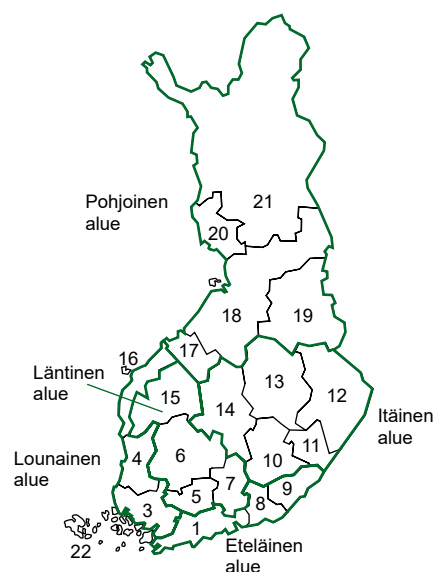 21
Pohjoinen
alue
20
18
19
17
16
Läntinen
alue
15
13
12
14
Itäinen
alue
11
4
6
10
Lounainen
alue
7
5
9
8
3
1
22
Eteläinen
alue